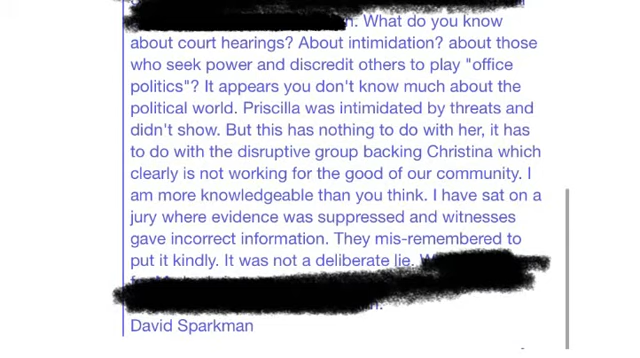 . What do you know
about court hearings? About intimidation? about those
who seek power and discredit others to play "office
politics"? It appears you don't know much about the
political world. Priscilla was intimidated by threats and
didn't show. But this has nothing to do with her, it has
to do with the disruptive group backing Christina which
clearly is not working for the good of our community. I
am more knowledgeable than you think. I have sat on a
jury where evidence was suppressed and witnesses
gave incorrect information. They mis-remembered to
put it kindly. It was not a deliberate lie.
David Sparkman